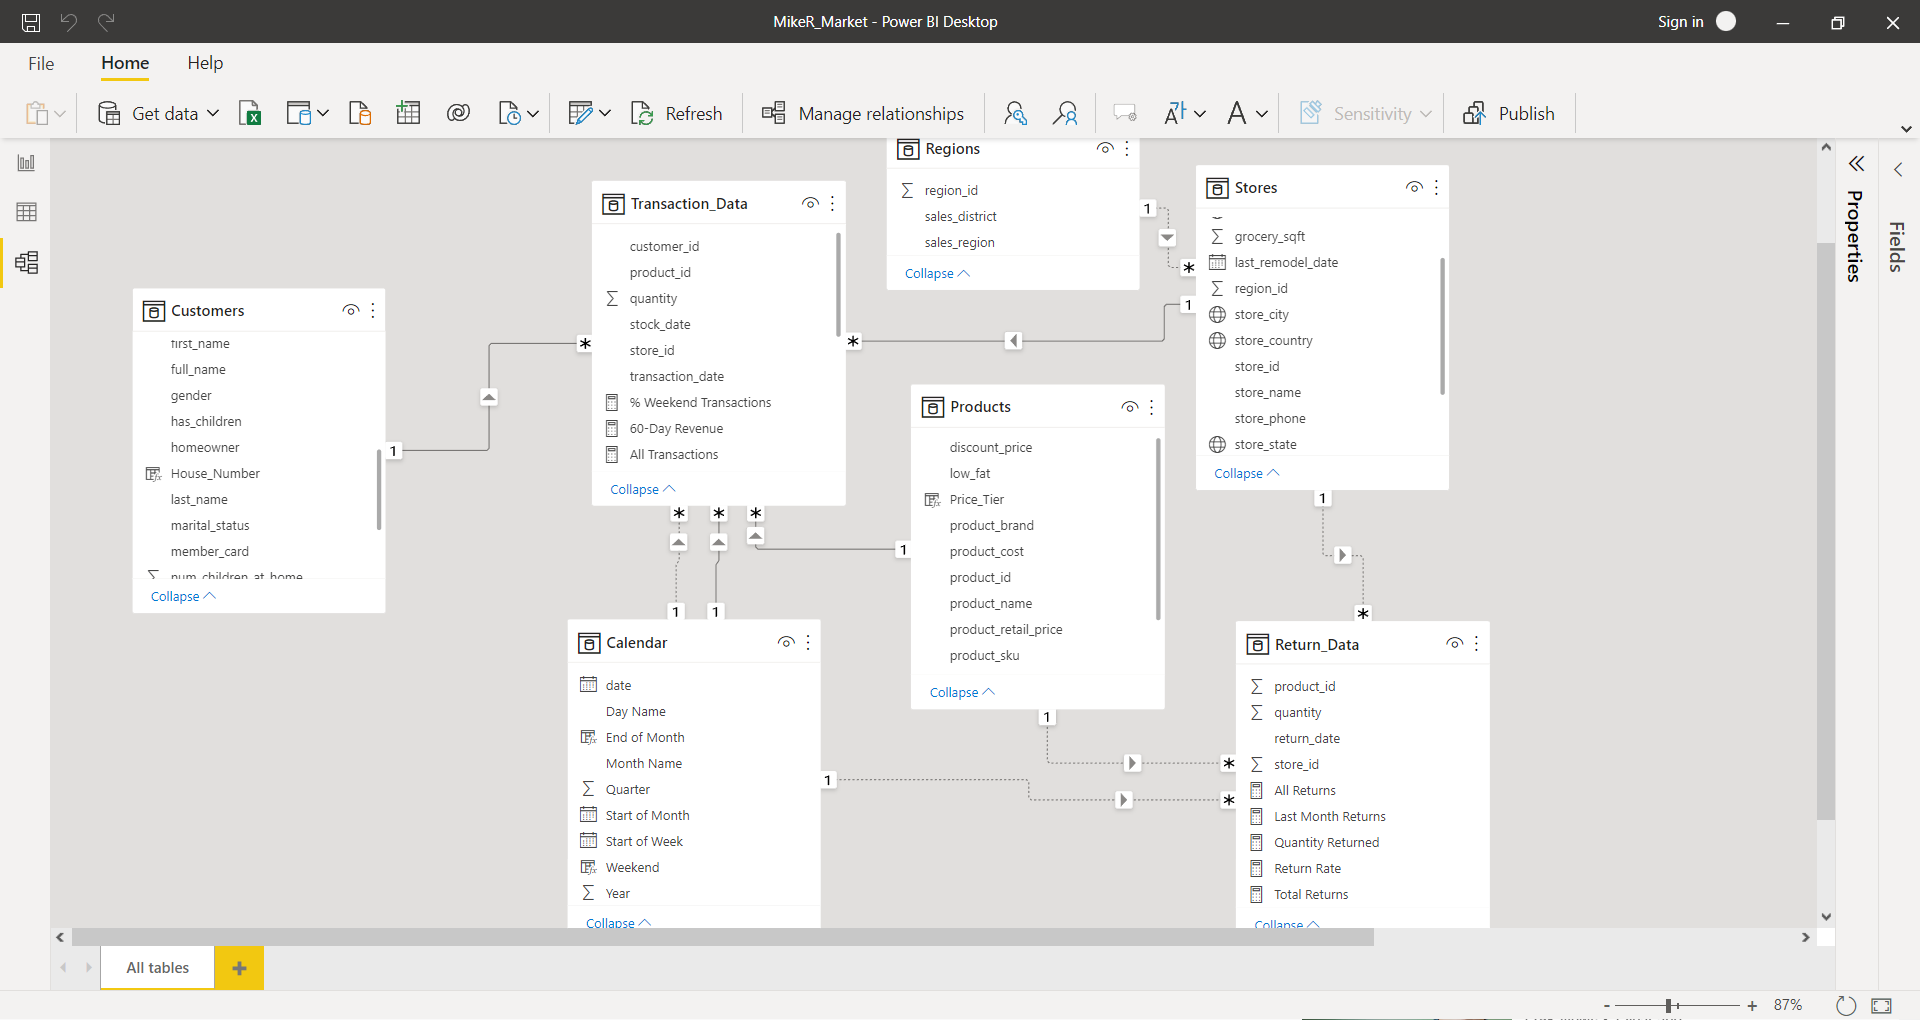 MikeR_Market - Power BI Desktop
Sign in
File
Home
Help
Get data
Refresh
Manage relationships
Sensitivity
Publish
Properties
Fields
Regions
region_id
sales_district
sales_region
Collapse
Stores
grocery_sqft
last_remodel_date
region_id
store_city
store_country
store_id
store_name
store_phone
store_state
Collapse
Transaction_Data
customer_id
product_id
quantity
stock_date
store_id
transaction_date
% Weekend Transactions
60-Day Revenue
All Transactions
Collapse
Customers
first_name
full_name
gender
has_children
homeowner
House_Number
last_name
marital_status
member_card
num_children_at_home
Collapse
Products
discount_price
low_fat
Price_Tier
product_brand
product_cost
product_id
product_name
product_retail_price
product_sku
Collapse
Calendar
date
Day Name
End of Month
Month Name
Quarter
Start of Month
Start of Week
Weekend
Year
Collapse
Return_Data
product_id
quantity
return_date
store_id
All Returns
Last Month Returns
Quantity Returned
Return Rate
Total Returns
Collapse
1
*
1
*
1
*
*
*
*
1
1
1
1
*
1
*
1
*
All tables
87%